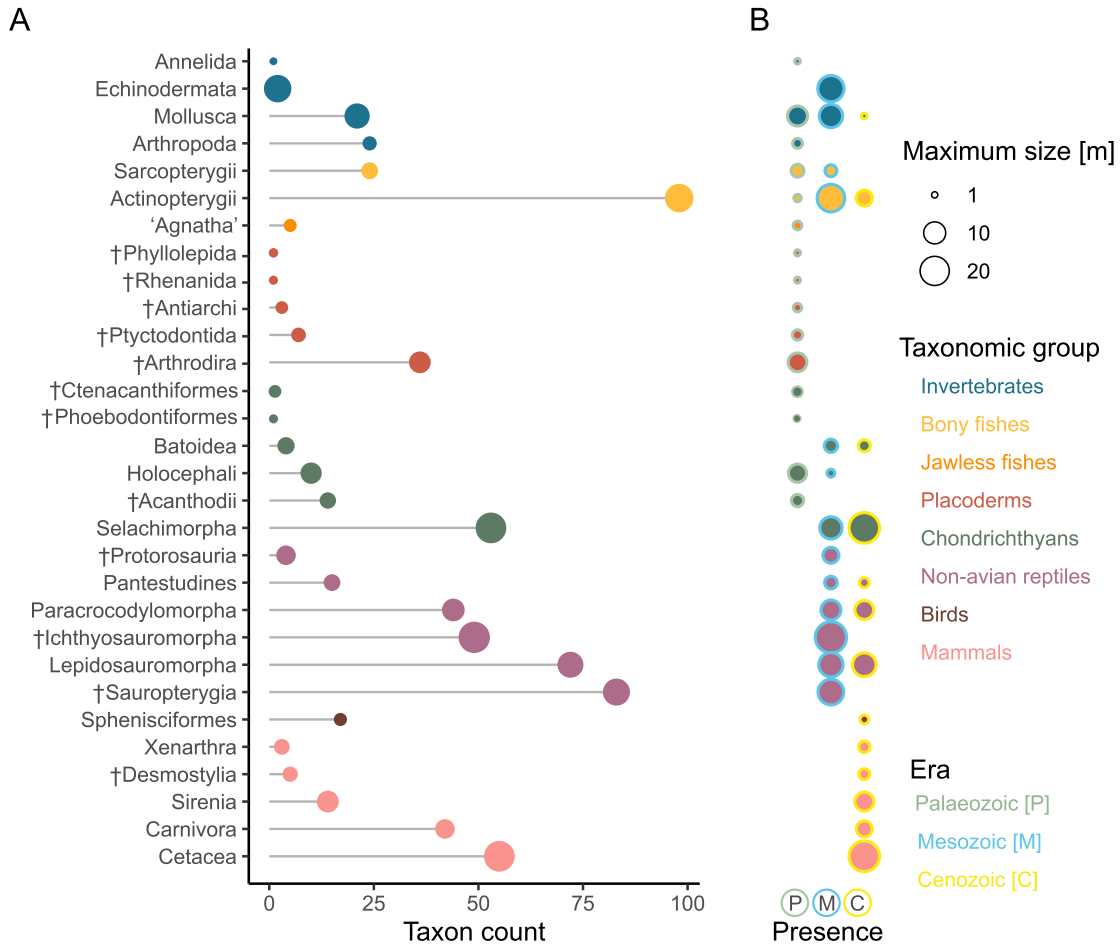 A
B
Annelida
Echinodermata
Mollusca
Arthropoda
Sarcopterygii
Actinopterygii
‘Agnatha’
†Phyllolepida
†Rhenanida
†Antiarchi
†Ptyctodontida
†Arthrodira
†Ctenacanthiformes
†Phoebodontiformes
Batoidea
Holocephali
†Acanthodii
Selachimorpha
†Protorosauria
Pantestudines
Paracrocodylomorpha
†Ichthyosauromorpha
Lepidosauromorpha
†Sauropterygia
Sphenisciformes
Xenarthra
†Desmostylia
Sirenia
Carnivora
Cetacea
0 25 50 75 100
Taxon count
P M C
Presence
Maximum size [m]
1
10
20
Taxonomic group
Invertebrates
Bony fishes
Jawless fishes
Placoderms
Chondrichthyans
Non-avian reptiles
Birds
Mammals
Era
Palaeozoic [P]
Mesozoic [M]
Cenozoic [C]